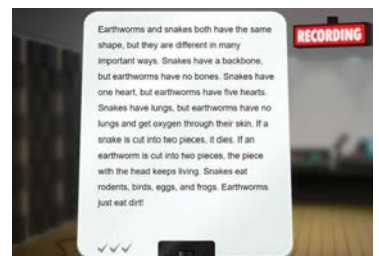 RECORDING
Earthworms and snakes both have the same
shape, but they are different in many
important ways. Snakes have a backbone,
but earthworms have no bones. Snakes have
one heart, but earthworms have five hearts.
Snakes have lungs, but earthworms have no
lungs and get oxygen through their skin. If a
snake is cut into two pieces, it dies. If an
earthworm is cut into two pieces, the piece
with the head keeps living. Snakes eat
rodents, birds, eggs, and frogs. Earthworms
just eat dirt!